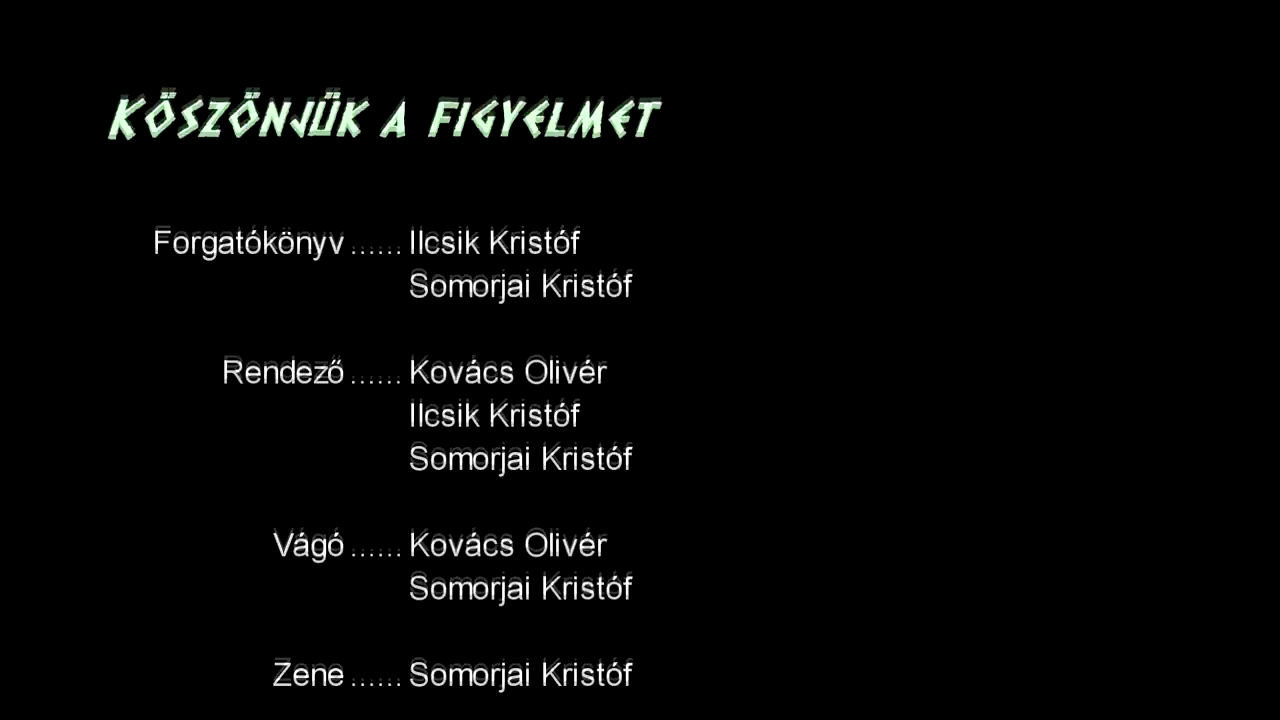 Köszönjük a figyelmet
Forgatókönyv ...... Ilcsik Kristóf
Somorjai Kristóf
Rendező ...... Kovács Olivér
Ilcsik Kristóf
Somorjai Kristóf
Vágó ...... Kovács Olivér
Somorjai Kristóf
Zene ...... Somorjai Kristóf